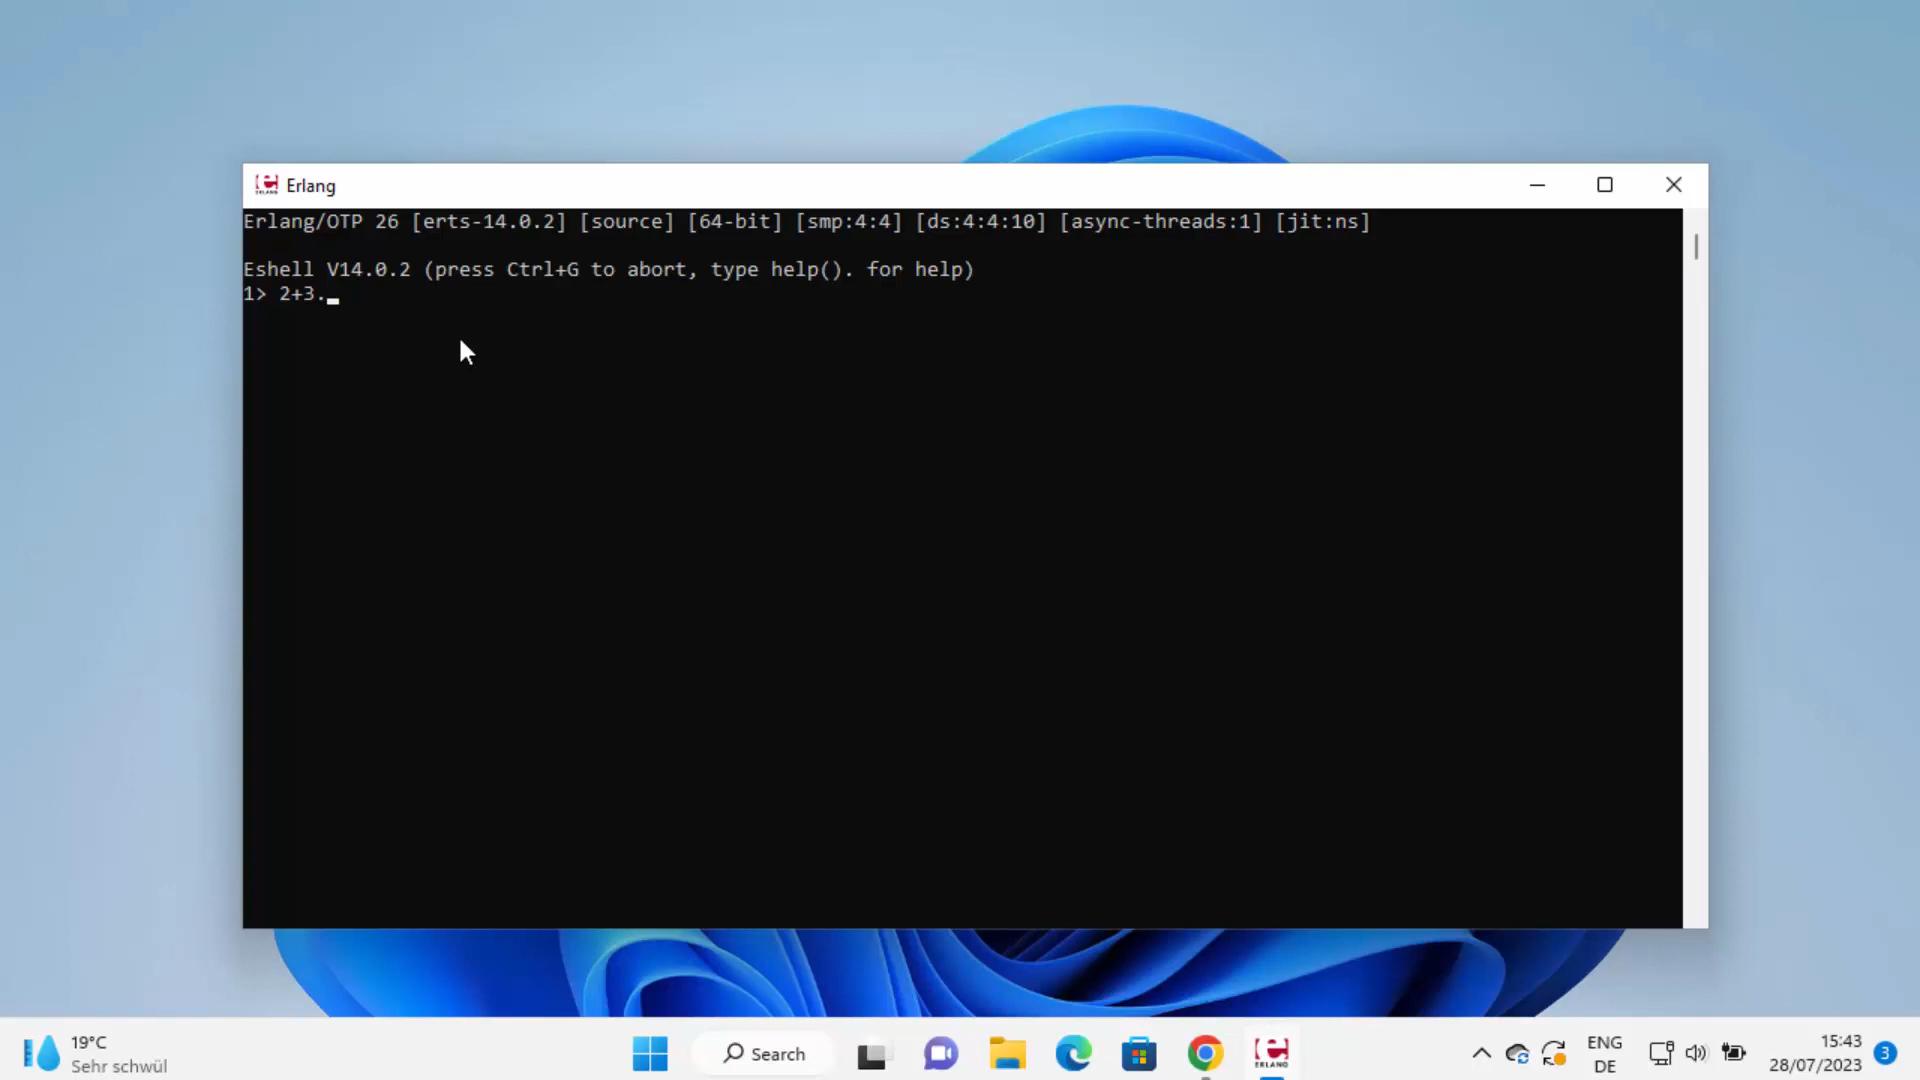 Erlang
Erlang/OTP 26 [erts-14.0.2] [source] [64-bit] [smp:4:4] [ds:4:4:10] [async-threads:1] [jit:ns]
Eshell V14.0.2 (press Ctrl+G to abort, type help(). for help)
1> 2+3.
19°C
Sehr schwül
Search
ERLANG
ENG
DE
15:43
28/07/2023
3